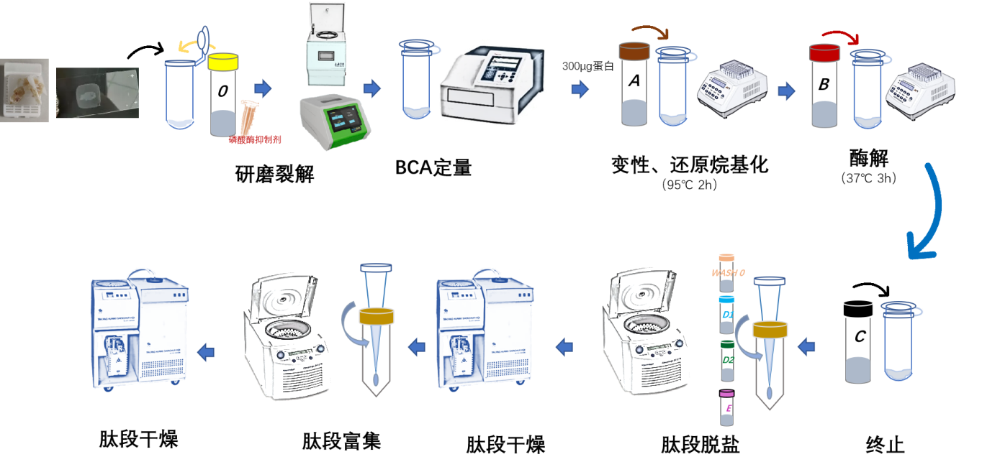 O
磷酸酶抑制剂
研磨裂解
BCA定量
300μg蛋白
A
变性、还原烷基化
(95℃ 2h)
B
酶解
(37℃ 3h)
C
终止
WASH 0
D1
D2
E
肽段脱盐
肽段干燥
肽段富集
肽段干燥